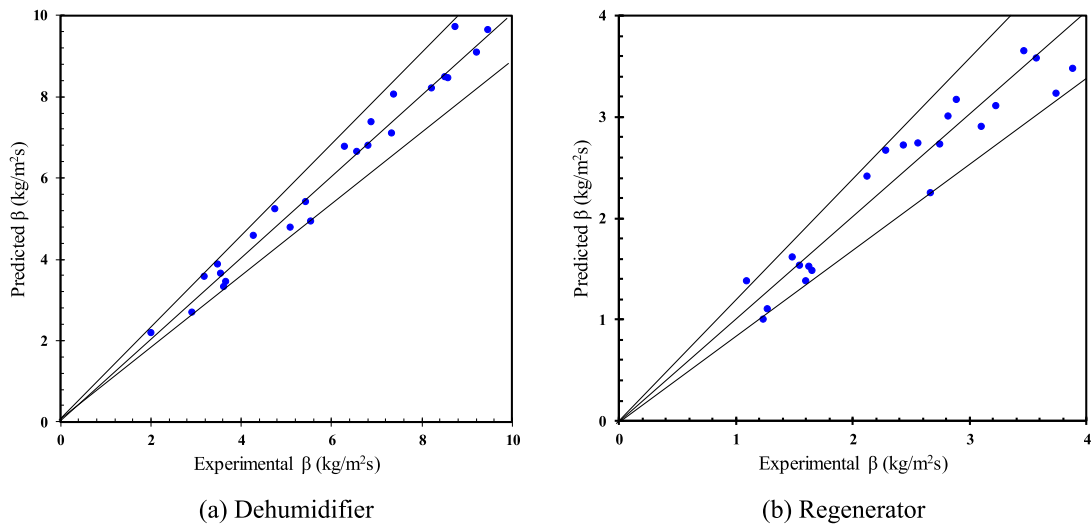 10
8
6
4
2
0
Predicted β (kg/m²s)
0 2 4 6 8 10
Experimental β (kg/m²s)
(a) Dehumidifier
4
3
2
1
0
Predicted β (kg/m²s)
0 1 2 3 4
Experimental β (kg/m²s)
(b) Regenerator